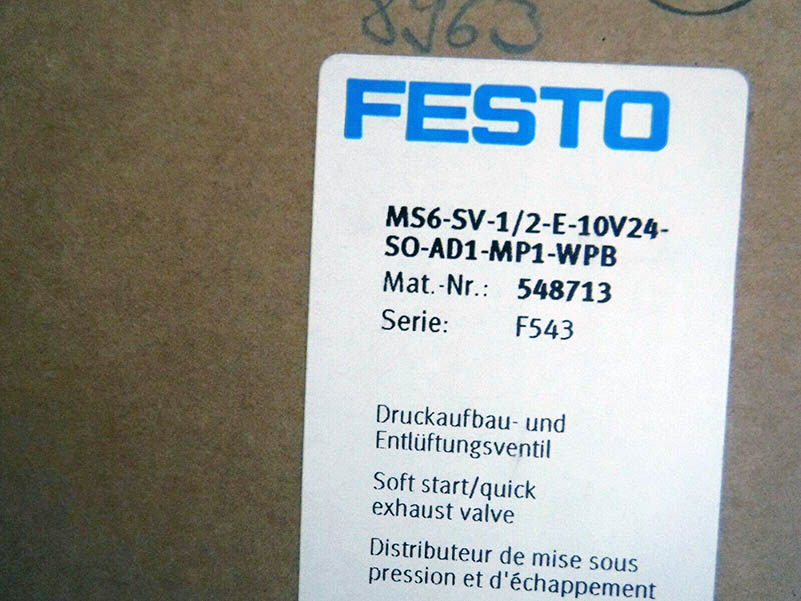 8963
FESTO
MS6-SV-1/2-E-10V24-
SO-AD1-MP1-WPB
Mat.-Nr.: 548713
Serie: F543
Druckaufbau- und
Entlüftungsventil
Soft start/quick
exhaust valve
Distributeur de mise sous
pression et d'échappement